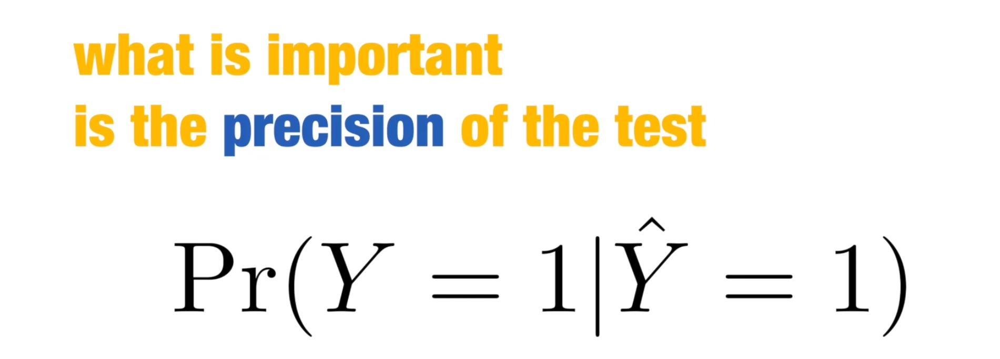 what is important
is the precision of the test
Pr(Y = 1|Ŷ = 1)